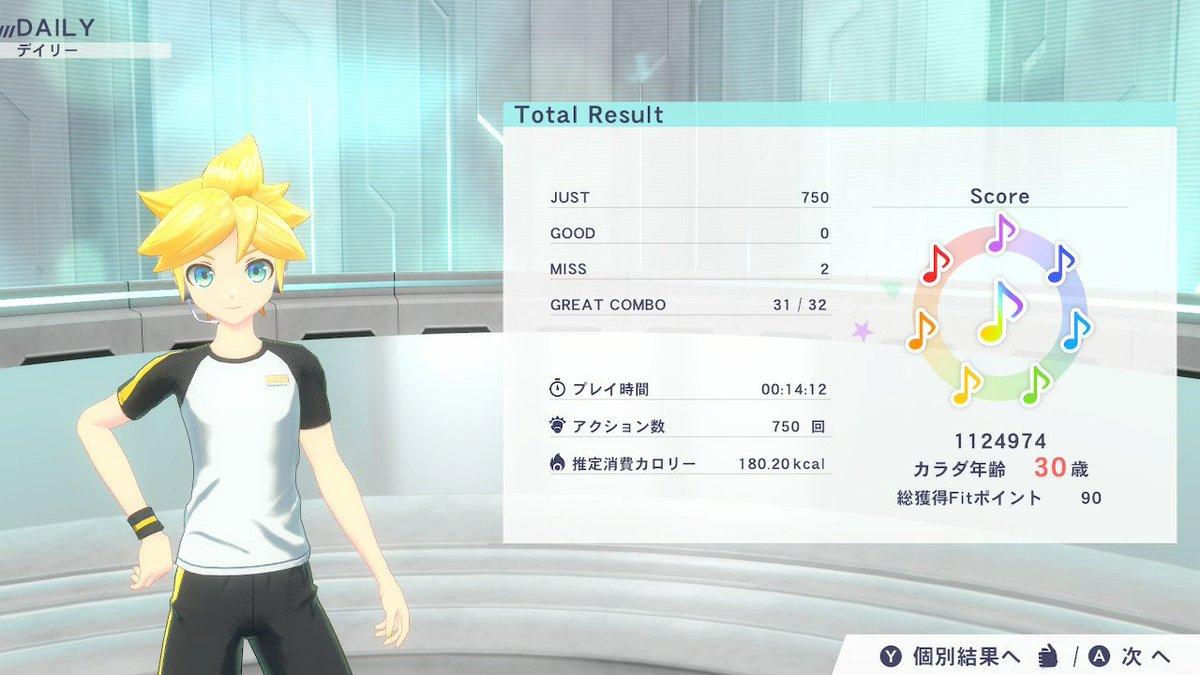 DAILY
デイリー
Total Result
JUST 750
GOOD 0
MISS 2
GREAT COMBO 31 / 32
プレイ時間 00:14:12
アクション数 750 回
推定消費カロリー 180.20kcal
Score
1124974
カラダ年齢 30歳
総獲得Fitポイント 90
Y 個別結果へ / A 次 へ